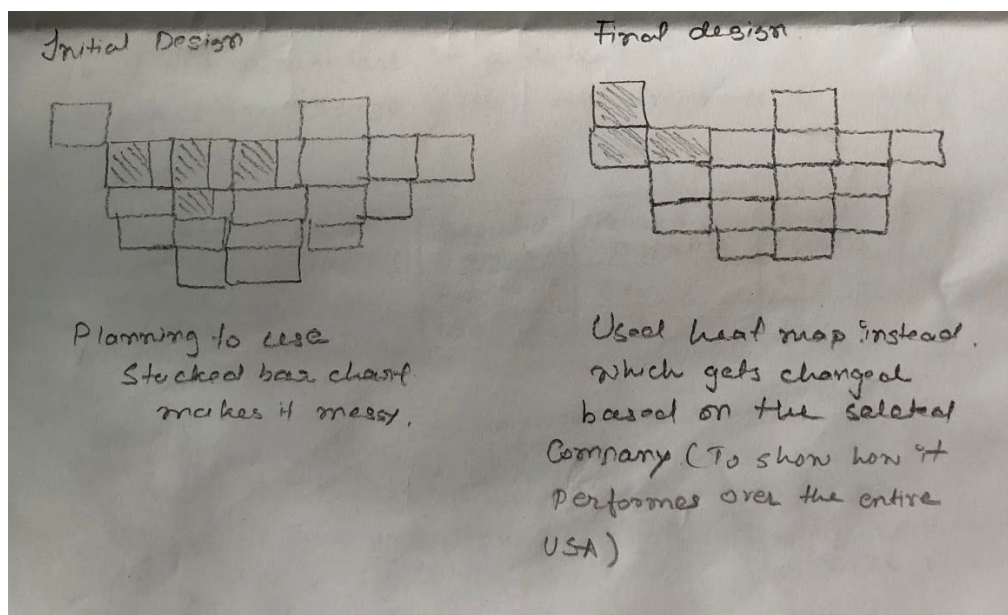 Initial Design
Planning to use
Stacked bar chart
makes it messy.
Final design
Used heat map instead.
which gets changed
based on the selected
Company (To show how it
Performes over the entire
USA)